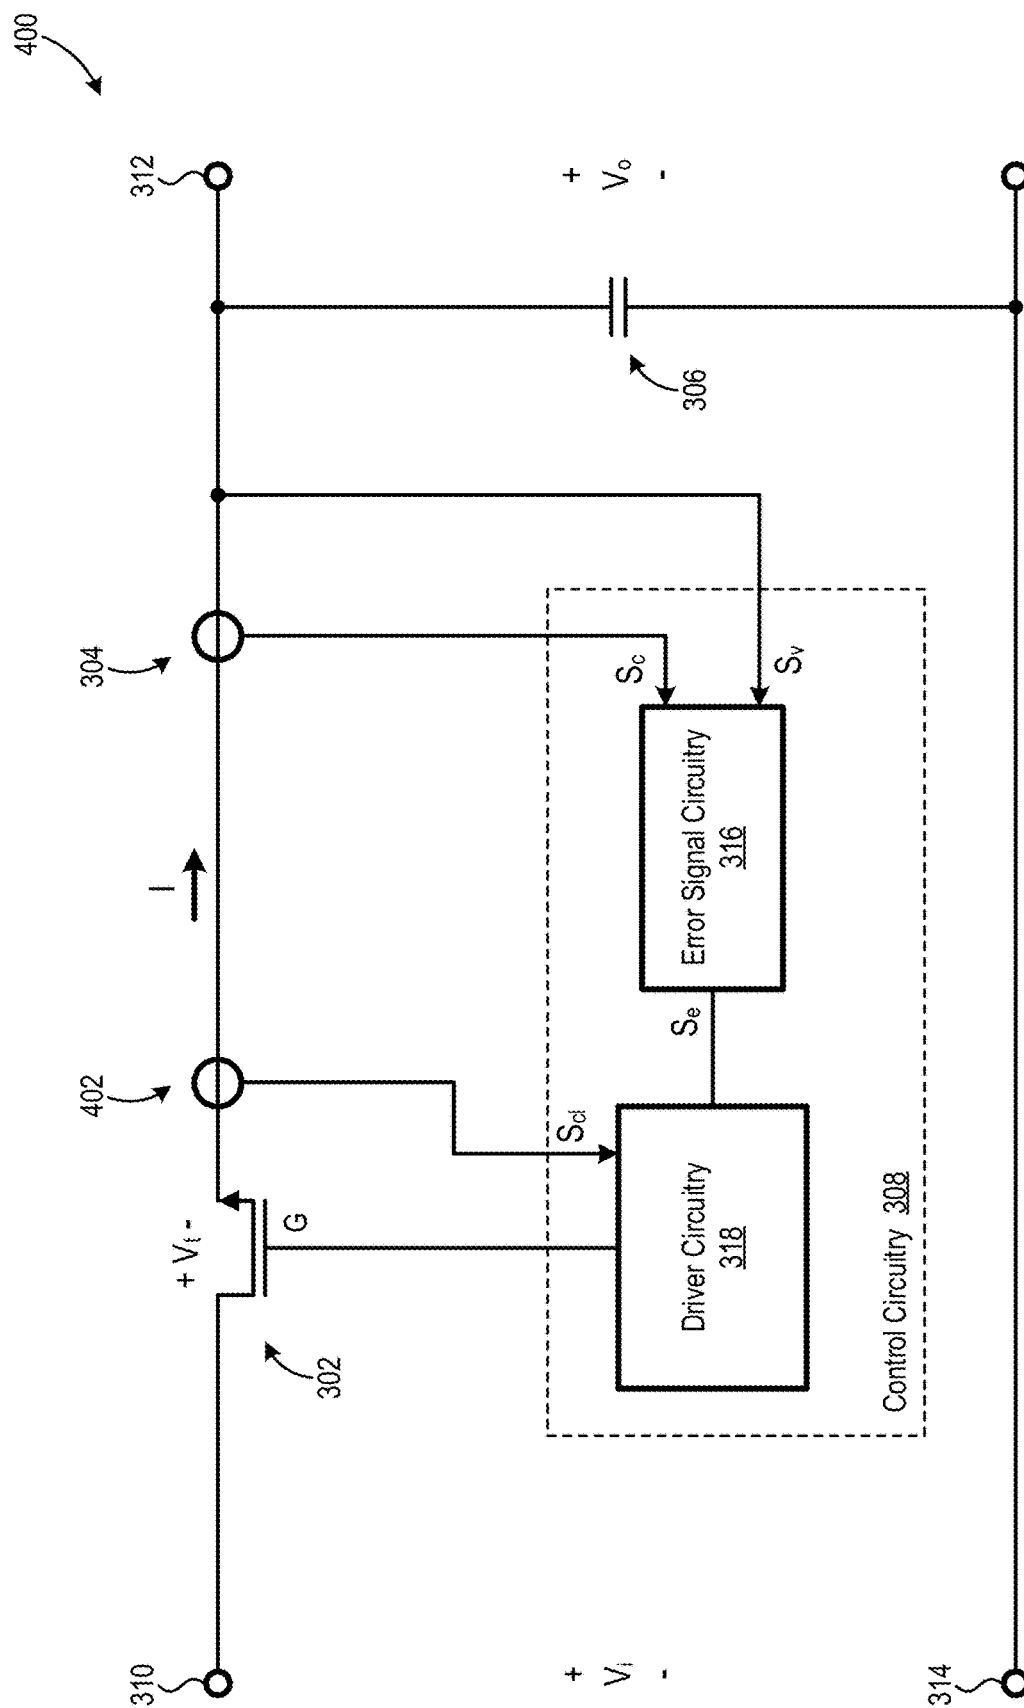 400
310
312
+ Vt -
302
G
402
I
304
Scl
Sc
Sv
Se
Driver Circuitry
318
Error Signal Circuitry
316
Control Circuitry 308
306
+
Vi
-
+
Vo
-
314